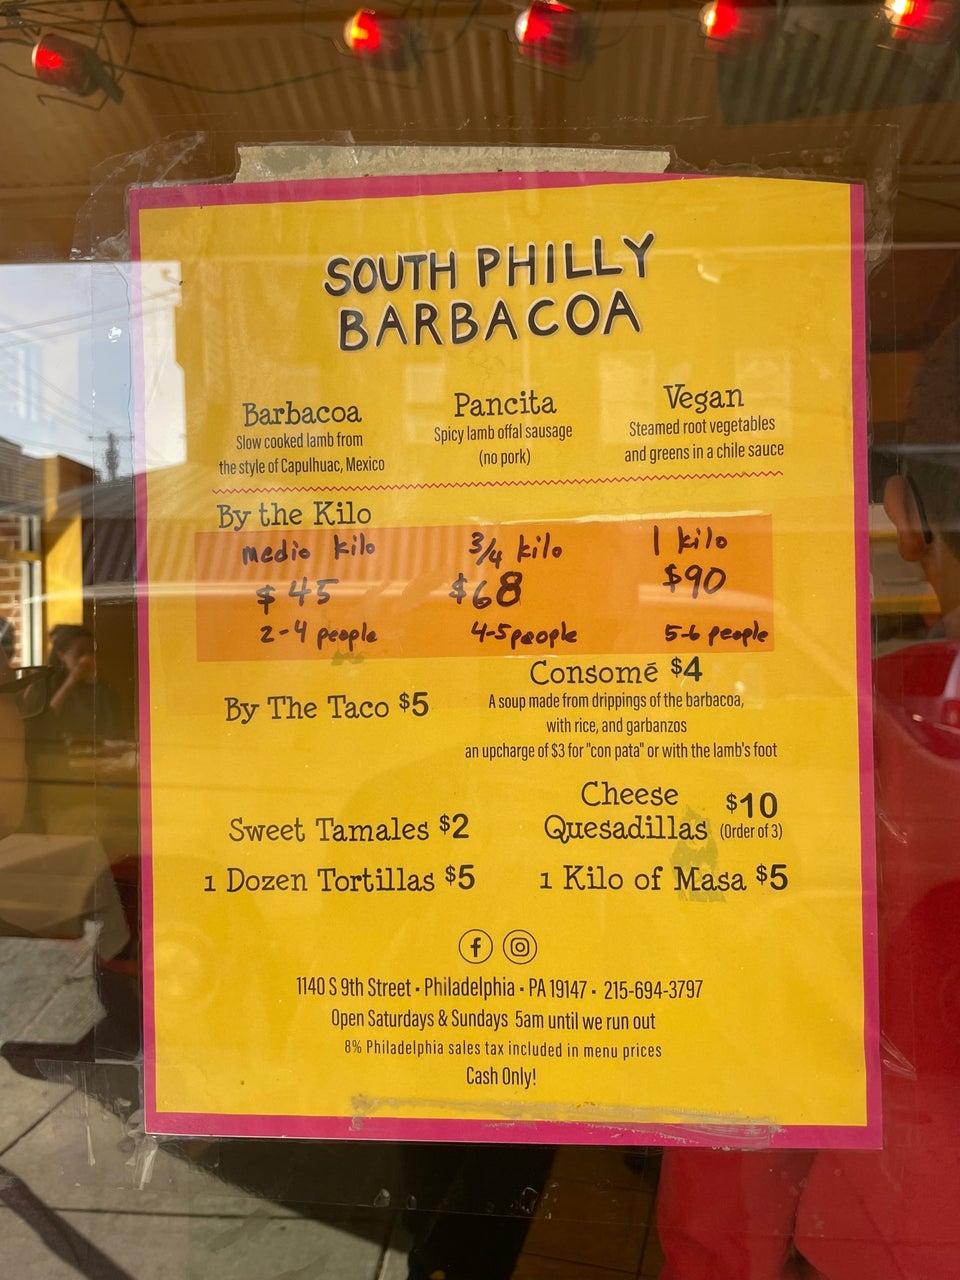 SOUTH PHILLY
BARBACOA
Barbacoa
Slow cooked lamb from
the style of Capulhuac, Mexico
Pancita
Spicy lamb offal sausage
(no pork)
Vegan
Steamed root vegetables
and greens in a chile sauce
By the Kilo
medio kilo
$45
2-4 people
3/4 kilo
$68
4-5 people
1 kilo
$90
5-6 people
By The Taco $5
Consomé $4
A soup made from drippings of the barbacoa,
with rice, and garbanzos
an upcharge of $3 for "con pata" or with the lamb's foot
Sweet Tamales $2
Cheese
Quesadillas $10
(Order of 3)
1 Dozen Tortillas $5
1 Kilo of Masa $5
1140 S 9th Street • Philadelphia • PA 19147 • 215-694-3797
Open Saturdays & Sundays 5am until we run out
8% Philadelphia sales tax included in menu prices
Cash Only!